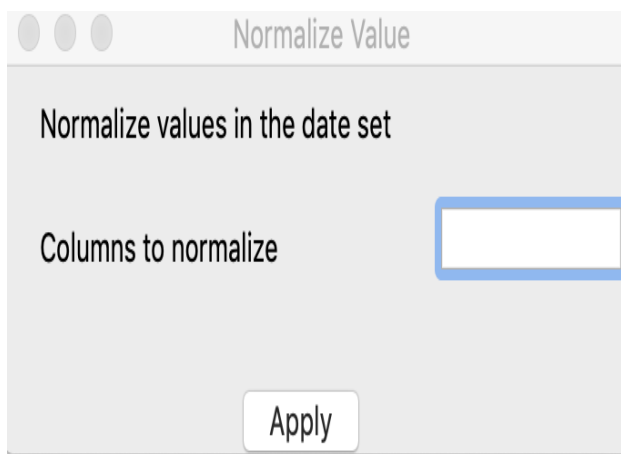 Normalize Value
Normalize values in the date set
Columns to normalize
Apply